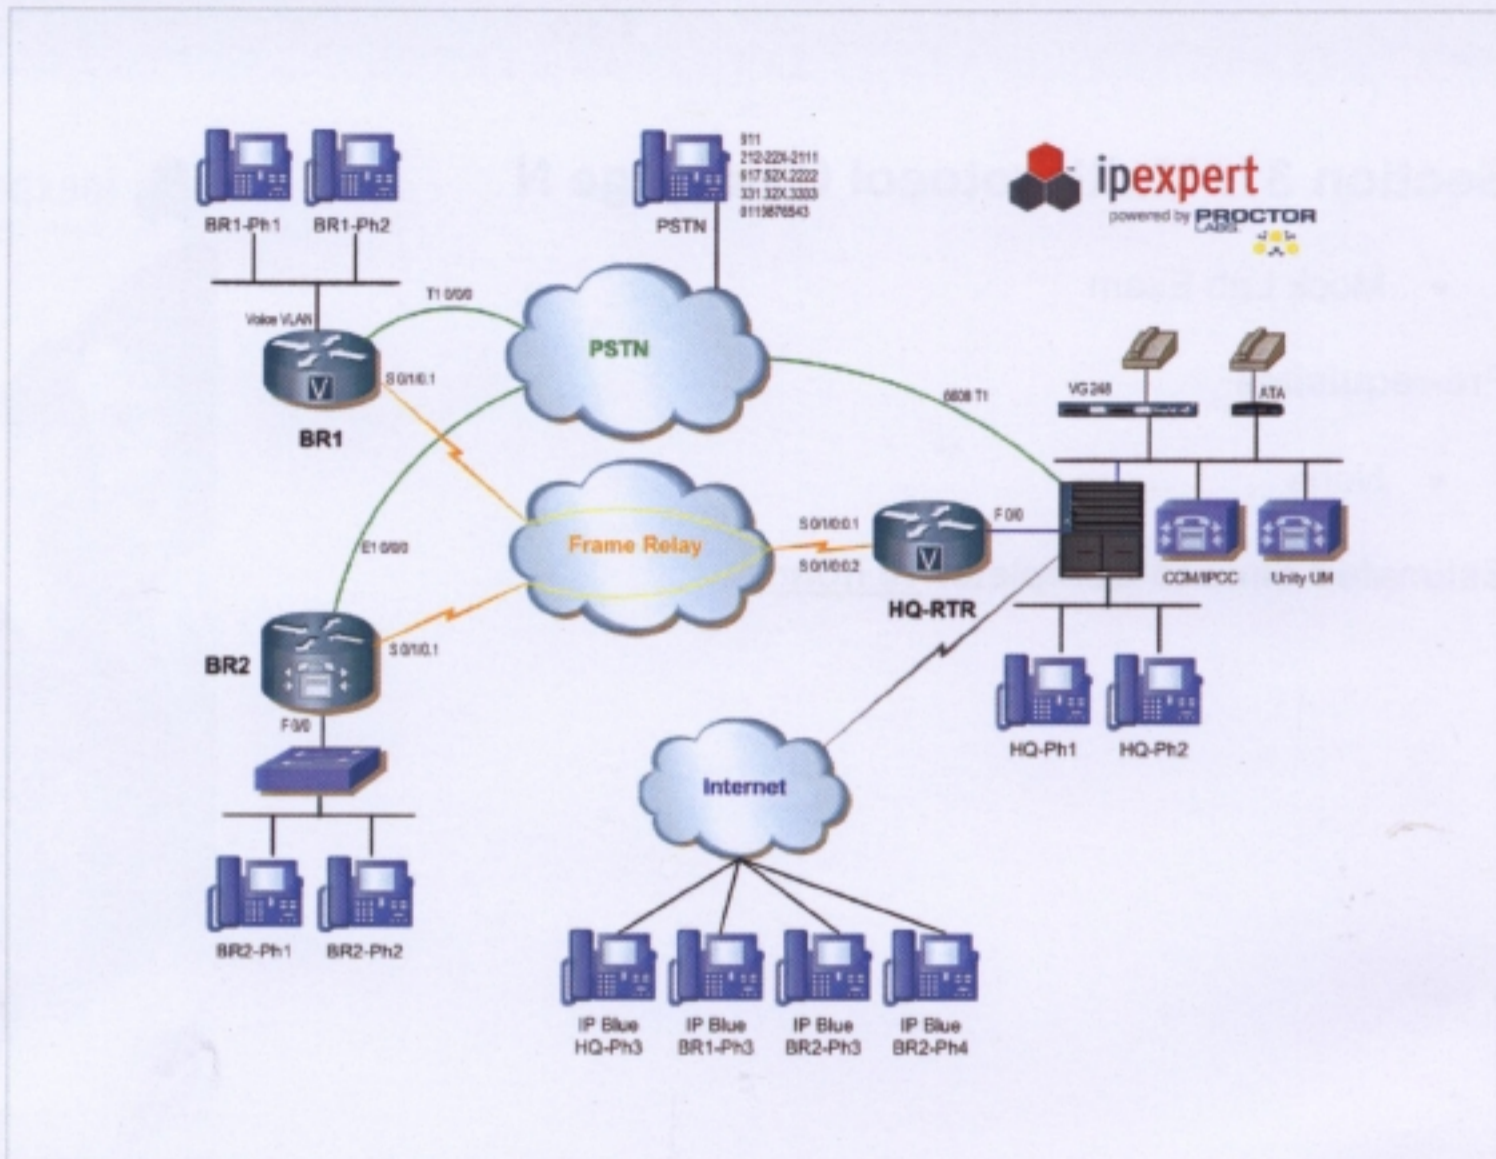 BR1-Ph1
BR1-Ph2
PSTN
911
212-22X-2111
617.52X.2222
331.32X.3333
0119876543
ipexpert
powered by PROCTOR
LABS
Voice VLAN
T1 0/0/0
PSTN
S 0/1/0.1
BR1
6608 T1
VG248
ATA
E1 0/0/0
Frame Relay
S 0/1/0:0.1
S 0/1/0:0.2
F 0/0
HQ-RTR
CCM/IPCC
Unity UM
BR2
S 0/1/0.1
F 0/0
HQ-Ph1
HQ-Ph2
Internet
BR2-Ph1
BR2-Ph2
IP Blue
HQ-Ph3
IP Blue
BR1-Ph3
IP Blue
BR2-Ph3
IP Blue
BR2-Ph4